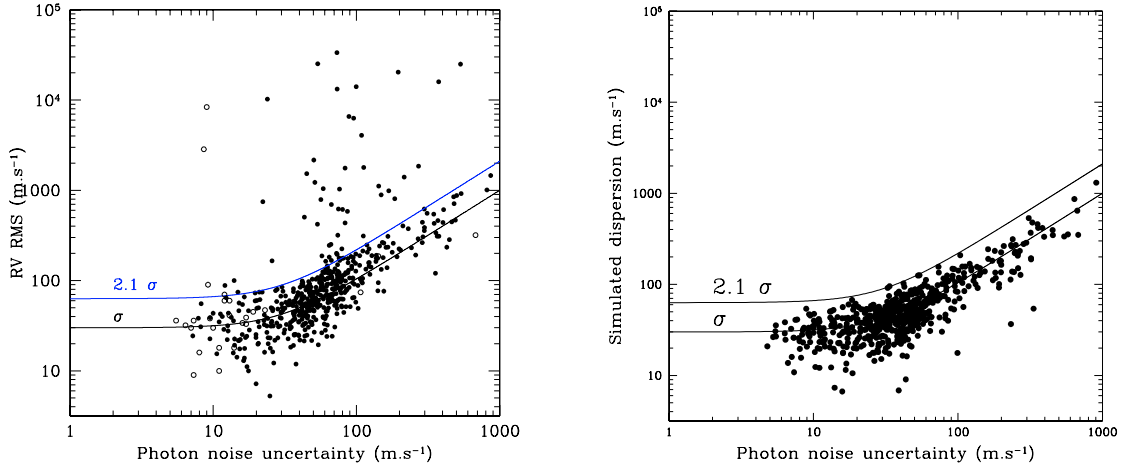 10⁵
10⁴
1000
100
10
RV RMS (m.s⁻¹)
2.1 σ
σ
1
10
100
1000
Photon noise uncertainty (m.s⁻¹)
10⁵
10⁴
1000
100
10
Simulated dispersion (m.s⁻¹)
2.1 σ
σ
1
10
100
1000
Photon noise uncertainty (m.s⁻¹)